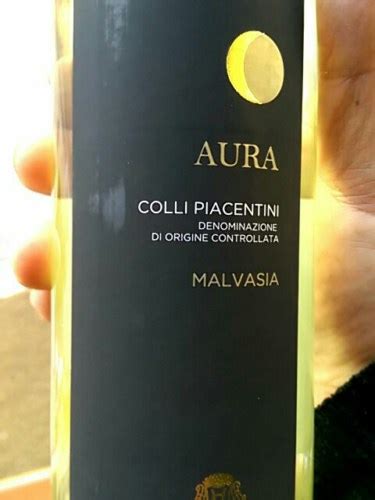 AURA
COLLI PIACENTINI
DENOMINAZIONE
DI ORIGINE CONTROLLATA
MALVASIA